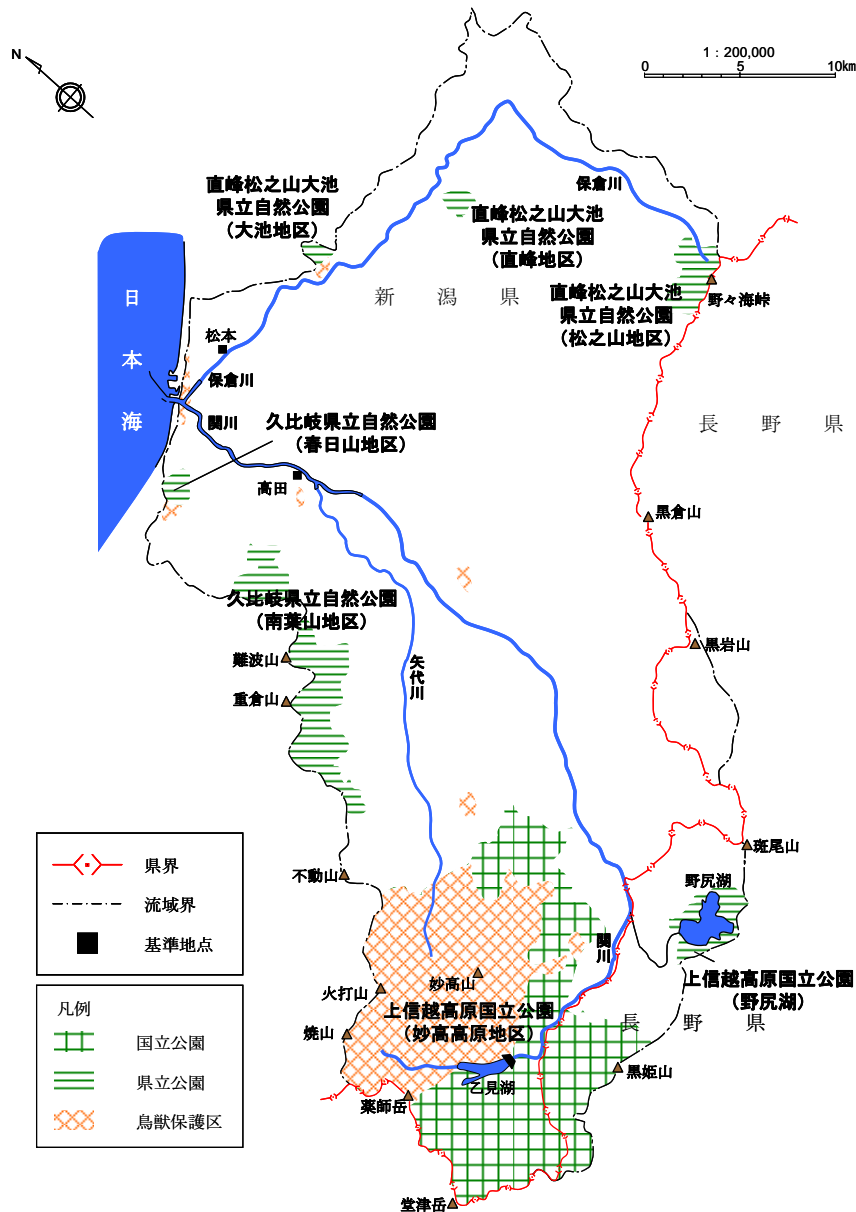 N
1：200,000
0 5 10km
直峰松之山大池
県立自然公園
(大池地区)
保倉川
直峰松之山大池
県立自然公園
(直峰地区)
直峰松之山大池
県立自然公園
(松之山地区)
野々海峠
新潟県
日本海
松本
保倉川
関川
久比岐県立自然公園
(春日山地区)
高田
長野県
黒倉山
久比岐県立自然公園
(南葉山地区)
難波山
重倉山
矢代川
黒岩山
斑尾山
不動山
野尻湖
関川
上信越高原国立公園
(野尻湖)
妙高山
火打山
上信越高原国立公園
(妙高高原地区)
焼山
長野県
乙見湖
黒姫山
薬師岳
堂津岳
県界
流域界
基準地点
凡例
国立公園
県立公園
鳥獣保護区